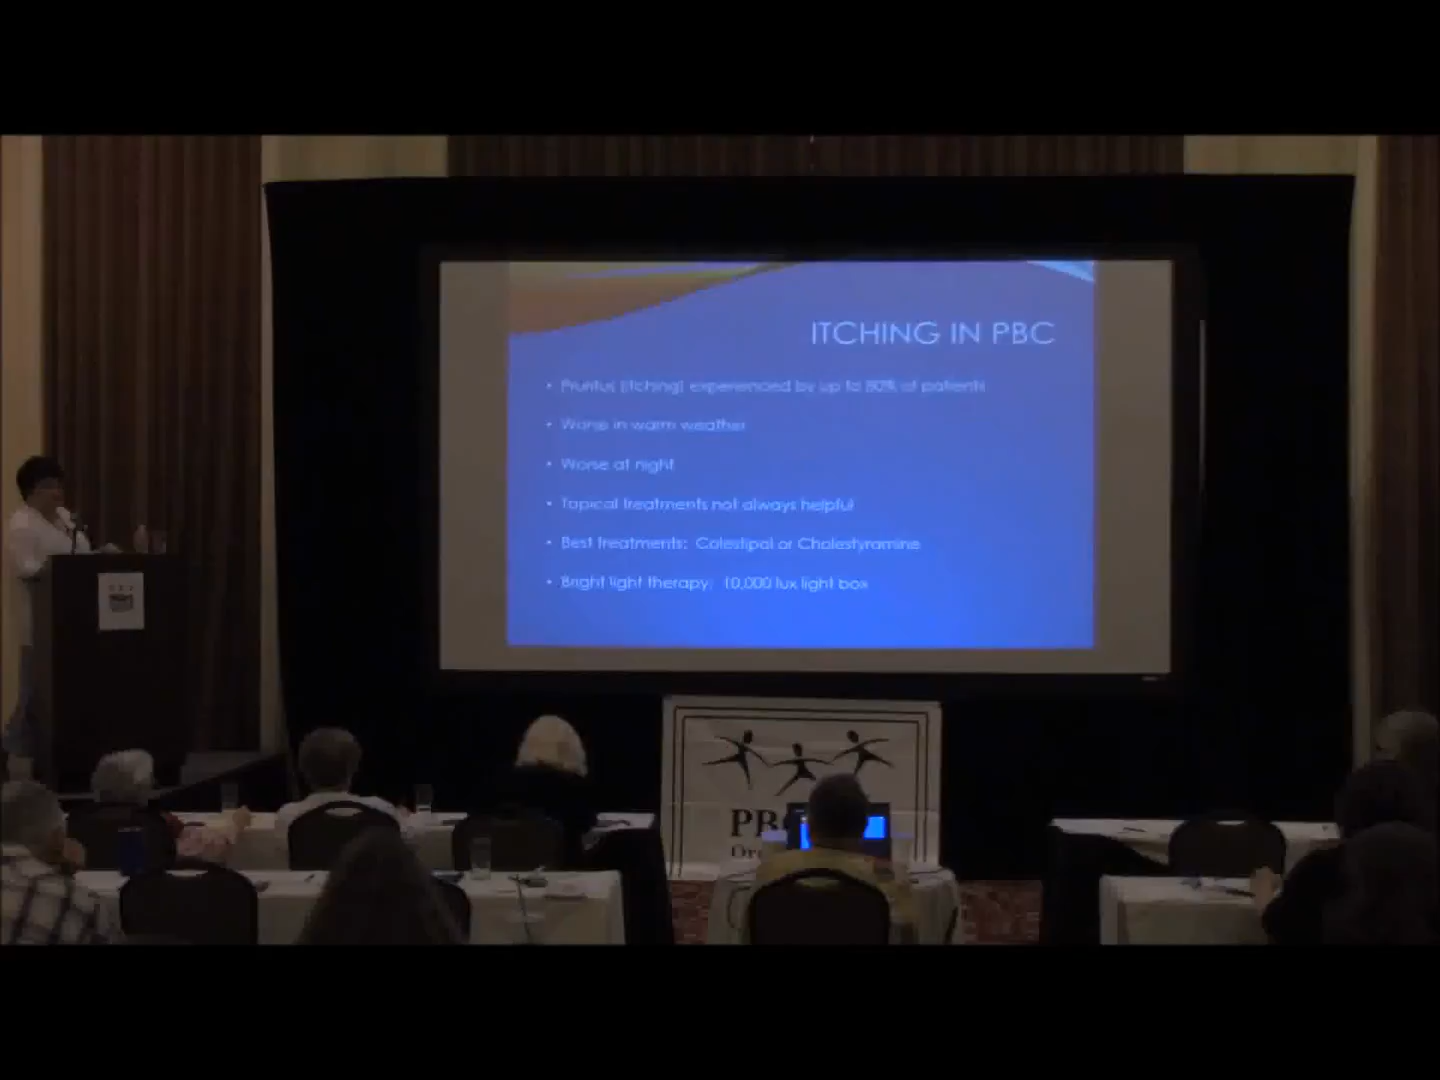 ITCHING IN PBC
• Pruritus (itching) experienced by up to 80% of patients
• Worse in warm weather
• Worse at night
• Topical treatments not always helpful
• Best treatments: Colestipol or Cholestyramine
• Bright light therapy: 10,000 lux light box
PB
Or